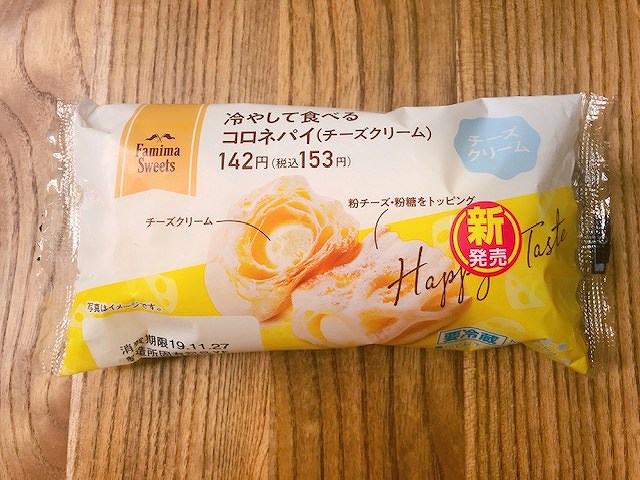 冷やして食べる
コロネパイ(チーズクリーム)
142円(税込153円)
Famima
Sweets
チーズ
クリーム
チーズクリーム
粉チーズ・粉糖をトッピング
新
発売
Happy Taste
写真はイメージです。
消費期限19.11.27
要冷蔵